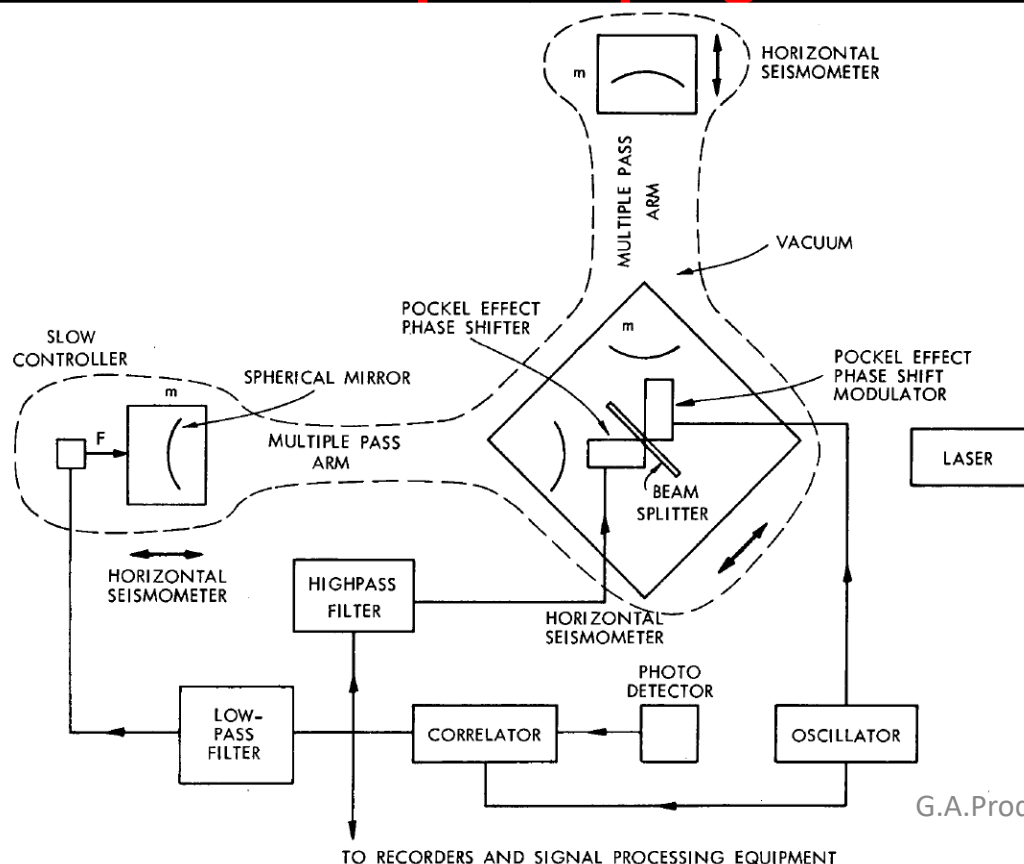 m
HORIZONTAL
SEISMOMETER
MULTIPLE PASS
ARM
VACUUM
POCKEL EFFECT
PHASE SHIFTER
m
SLOW
CONTROLLER
POCKEL EFFECT
PHASE SHIFT
MODULATOR
SPHERICAL MIRROR
m
F
MULTIPLE PASS
ARM
LASER
BEAM
SPLITTER
HORIZONTAL
SEISMOMETER
HIGHPASS
FILTER
HORIZONTAL
SEISMOMETER
PHOTO
DETECTOR
LOW-
PASS
FILTER
CORRELATOR
OSCILLATOR
G.A.Prod
TO RECORDERS AND SIGNAL PROCESSING EQUIPMENT